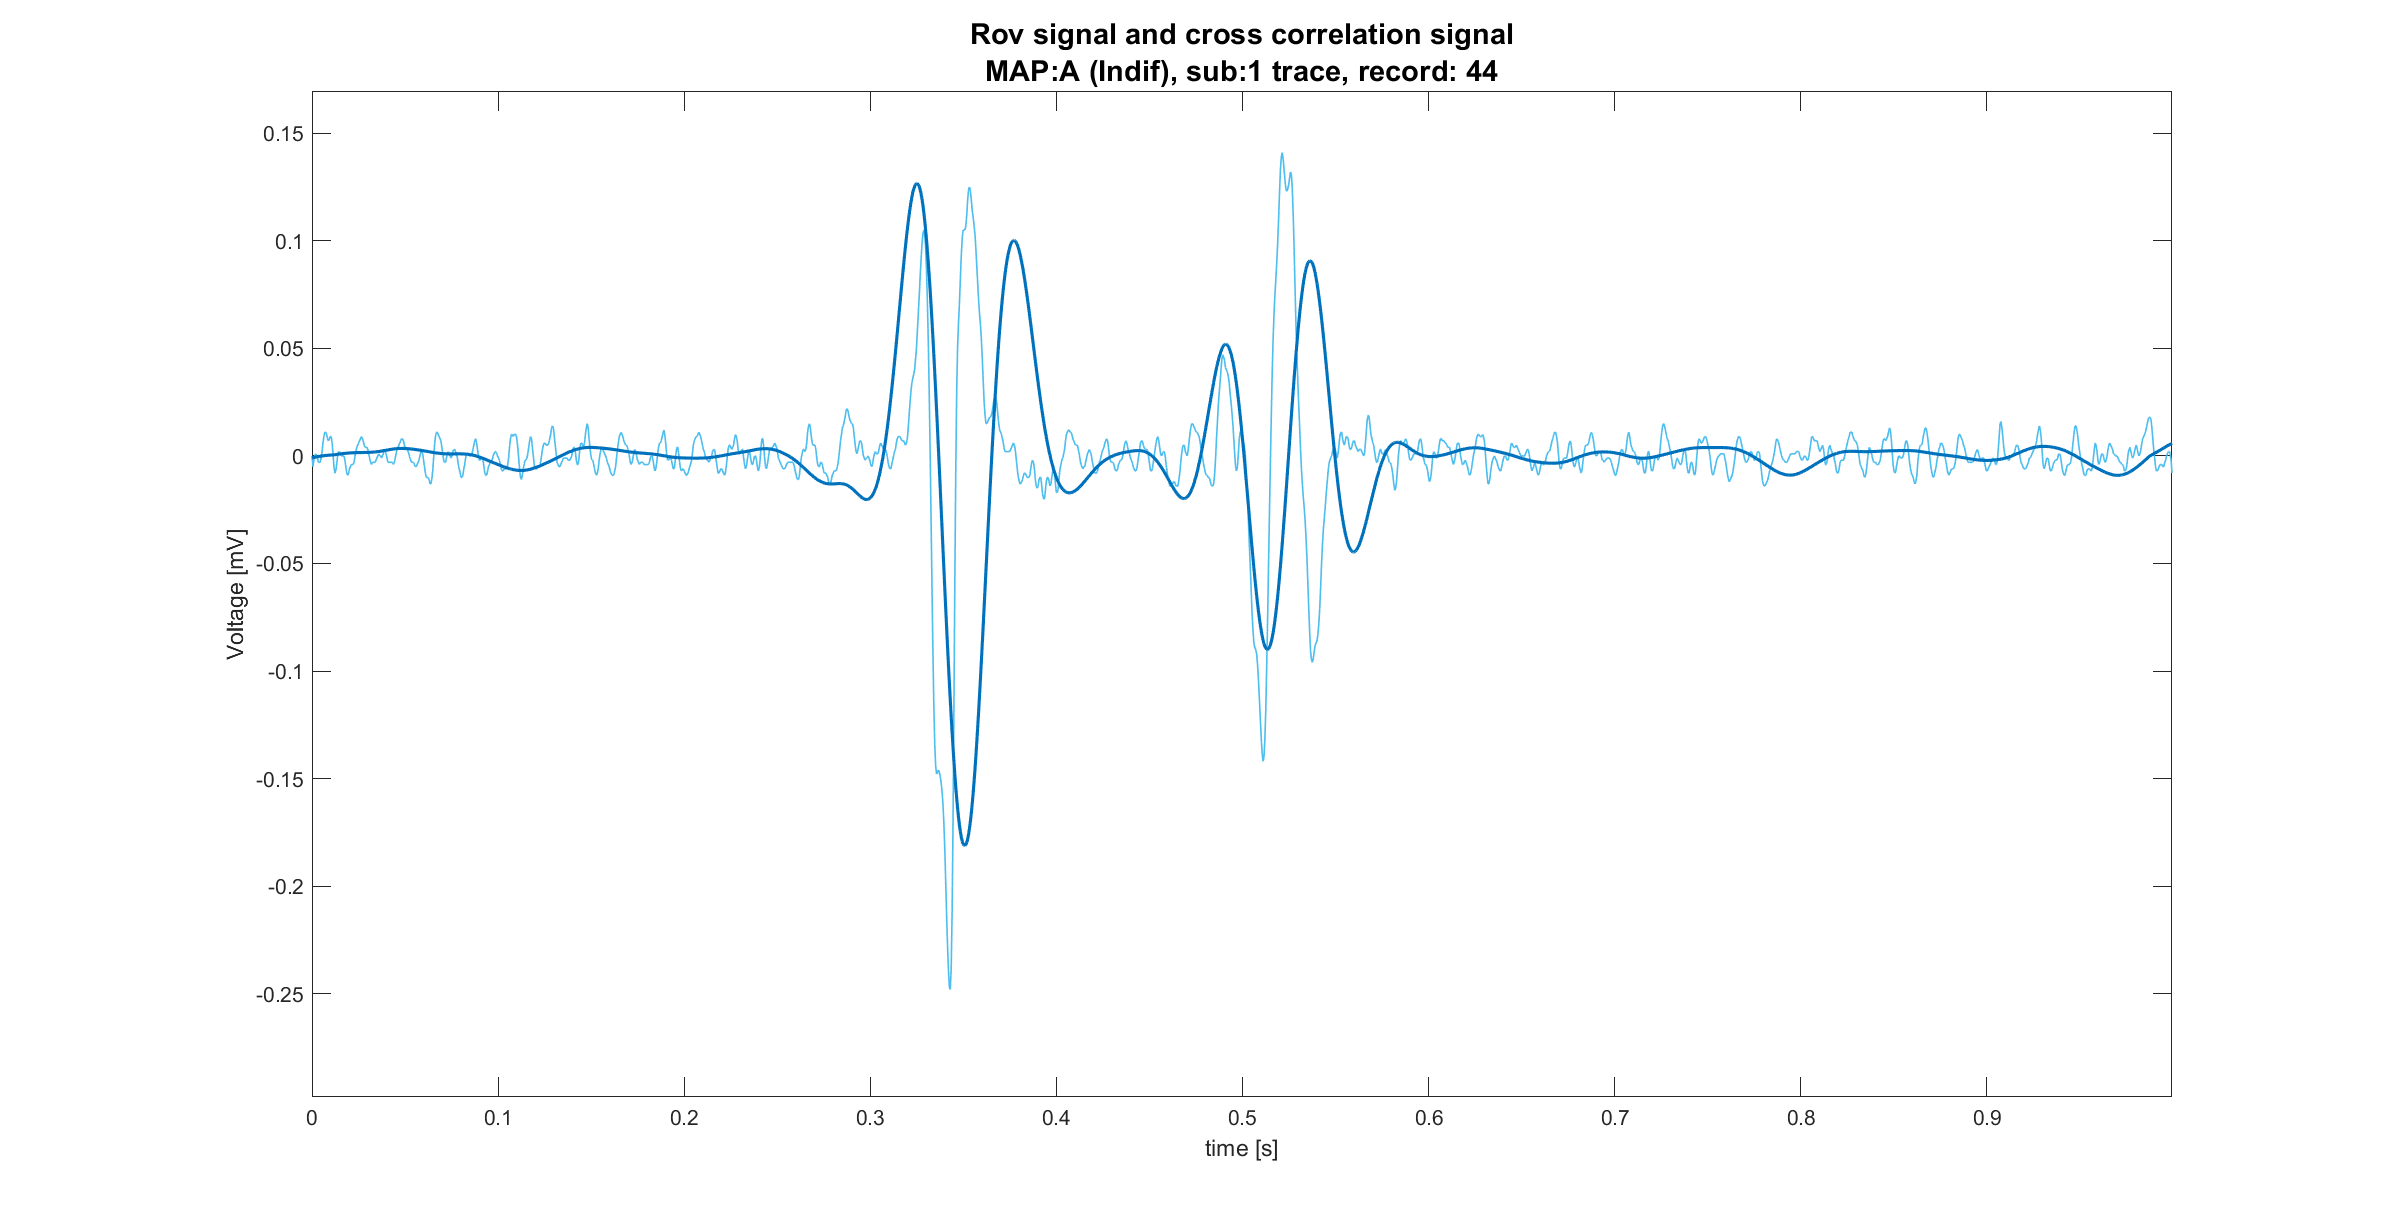 Rov signal and cross correlation signal
MAP:A (Indif), sub:1 trace, record: 44
0.15
0.1
0.05
0
-0.05
-0.1
-0.15
-0.2
-0.25
Voltage [mV]
0 0.1 0.2 0.3 0.4 0.5 0.6 0.7 0.8 0.9
time [s]